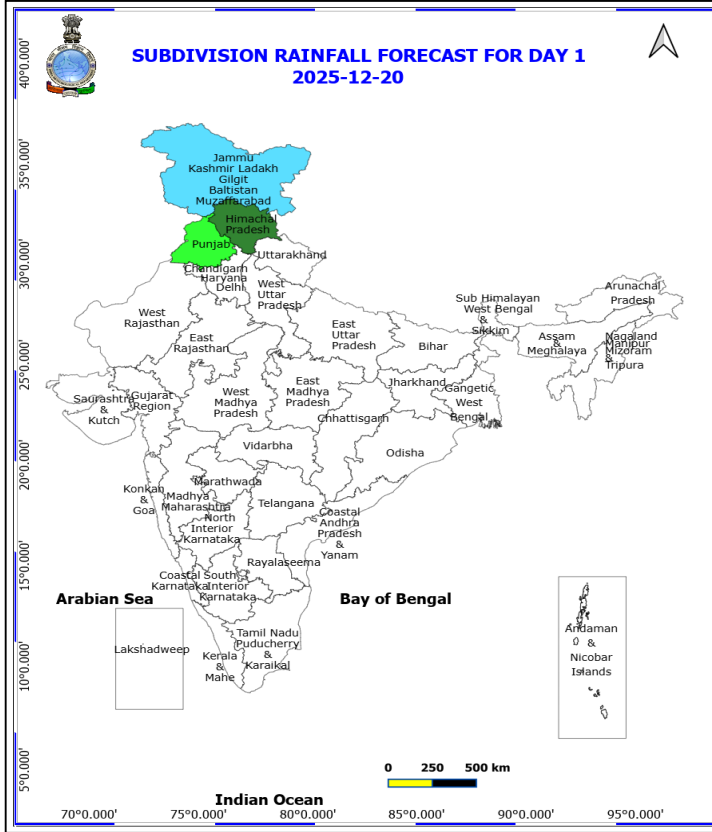 SUBDIVISION RAINFALL FORECAST FOR DAY 1
2025-12-20
40°0.000'
35°0.000'
30°0.000'
25°0.000'
20°0.000'
15°0.000'
10°0.000'
5°0.000'
Jammu
Kashmir Ladakh
Gilgit
Baltistan
Muzaffarabad
Himachal
Pradesh
Punjab
Uttarakhand
Chandigarh
Haryana
Delhi
West
Uttar
Pradesh
West
Rajasthan
East
Rajasthan
East
Uttar
Pradesh
Bihar
Sub Himalayan
West Bengal
&
Sikkim
Arunachal
Pradesh
Assam
&
Meghalaya
Nagaland
Manipur
Mizoram
&
Tripura
Saurashtra
&
Kutch
Gujarat
Region
West
Madhya
Pradesh
East
Madhya
Pradesh
Jharkhand
Gangetic
West
Bengal
Chhattisgarh
Odisha
Vidarbha
Konkan
&
Goa
Madhya
Maharashtra
Marathwada
Telangana
North
Interior
Karnataka
Coastal
Andhra
Pradesh
&
Yanam
Rayalaseema
Coastal
Karnataka
South
Interior
Karnataka
Arabian Sea
Bay of Bengal
Lakshadweep
Kerala
&
Mahe
Tamil Nadu
Puducherry
&
Karaikal
Andaman
&
Nicobar
Islands
0 250 500 km
Indian Ocean
70°0.000' 75°0.000' 80°0.000' 85°0.000' 90°0.000' 95°0.000'